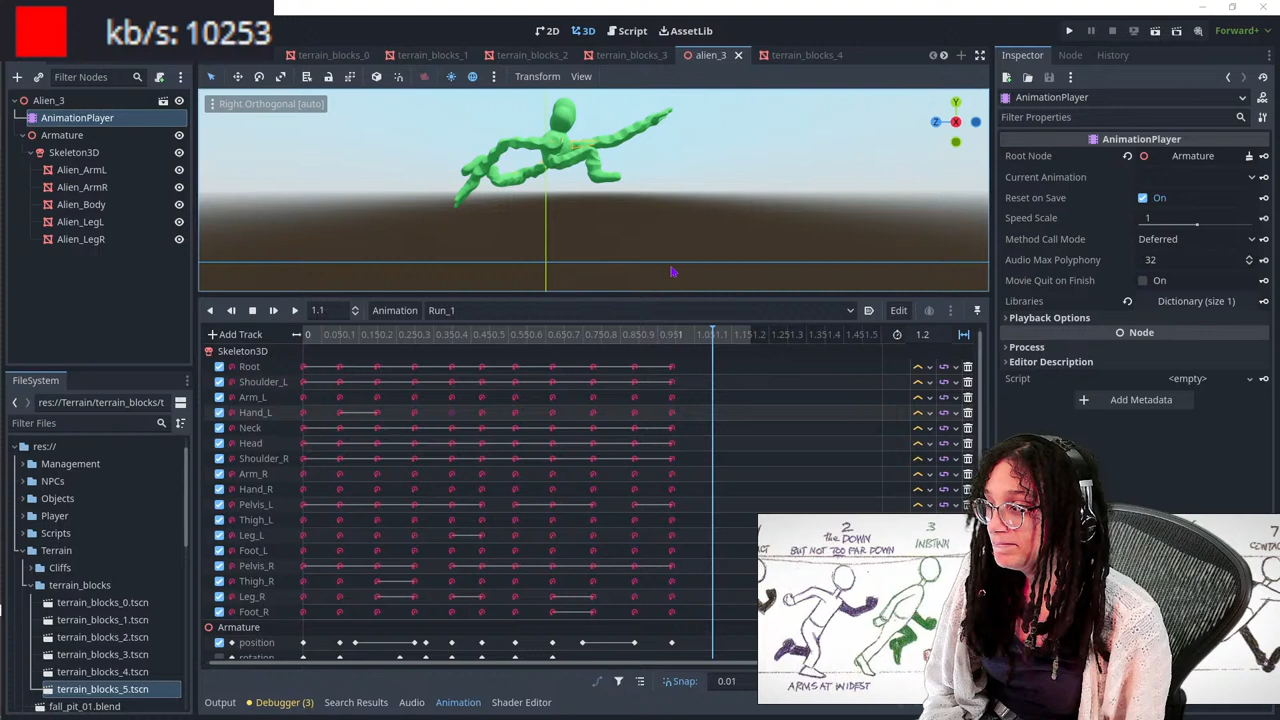 kb/s: 10253
2D 3D Script AssetLib
Forward+
terrain_blocks_0 terrain_blocks_1 terrain_blocks_2 terrain_blocks_3 alien_3 terrain_blocks_4
Filter Nodes
Transform View
Alien_3
AnimationPlayer
Armature
Skeleton3D
Alien_ArmL
Alien_ArmR
Alien_Body
Alien_LegL
Alien_LegR
Right Orthogonal [auto]
Y
Z X
Inspector Node History
AnimationPlayer
Filter Properties
AnimationPlayer
Root Node Armature
Current Animation
Reset on Save On
Speed Scale 1
Method Call Mode Deferred
Audio Max Polyphony 32
Movie Quit on Finish On
Libraries Dictionary (size 1)
Playback Options
Node
Process
Editor Description
Script <empty>
Add Metadata
FileSystem
res://Terrain/terrain_blocks/t
Filter Files
res://
Management
NPCs
Objects
Player
Scripts
Terrain
Cliffs
terrain_blocks
terrain_blocks_0.tscn
terrain_blocks_1.tscn
terrain_blocks_2.tscn
terrain_blocks_3.tscn
terrain_blocks_4.tscn
terrain_blocks_5.tscn
fall_pit_01.blend
1.1 Animation Run_1 Edit
Add Track 0 1.2
Skeleton3D
Root
Shoulder_L
Arm_L
Hand_L
Neck
Head
Shoulder_R
Arm_R
Hand_R
Pelvis_L
Thigh_L
Leg_L
Foot_L
Pelvis_R
Thigh_R
Leg_R
Foot_R
Armature
position
rotation
Snap: 0.01
Output Debugger (3) Search Results Audio Animation Shader Editor
2
the DOWN
BUT NOT TOO FAR DOWN
ARMS AT WIDEST
3
INBTWN
7